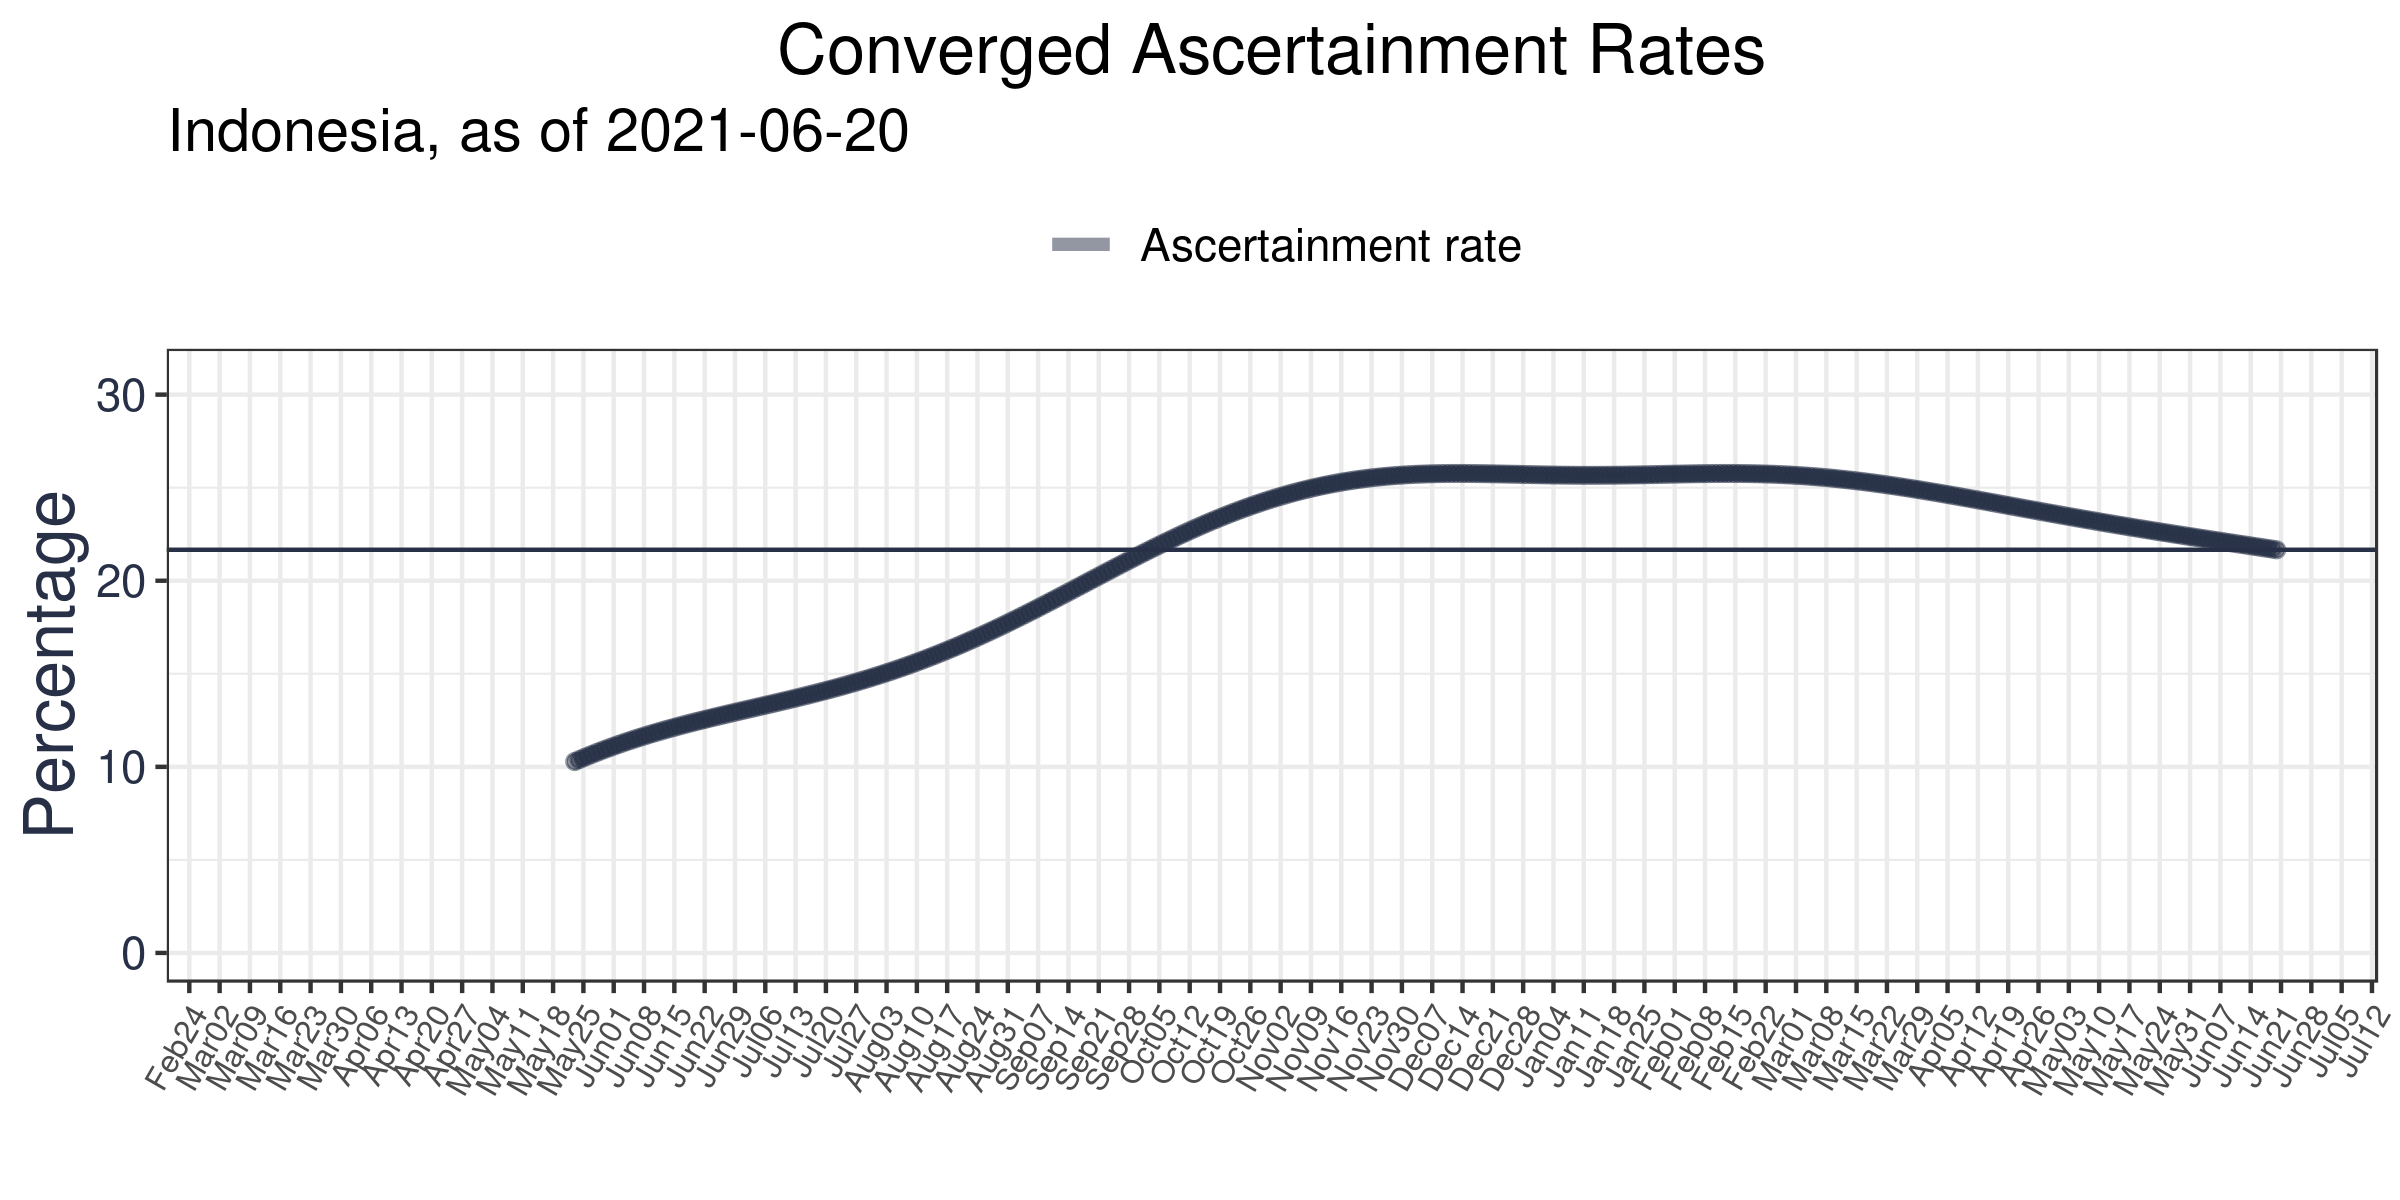 Converged Ascertainment Rates
Indonesia, as of 2021-06-20
Ascertainment rate
Percentage
30
20
10
0
Feb24 Mar02 Mar09 Mar16 Mar23 Mar30 Apr06 Apr13 Apr20 Apr27 May04 May11 May18 May25 Jun01 Jun08 Jun15 Jun22 Jun29 Jul06 Jul13 Jul20 Jul27 Aug03 Aug10 Aug17 Aug24 Aug31 Sep07 Sep14 Sep21 Sep28 Oct05 Oct12 Oct19 Oct26 Nov02 Nov09 Nov16 Nov23 Nov30 Dec07 Dec14 Dec21 Dec28 Jan04 Jan11 Jan18 Jan25 Feb01 Feb08 Feb15 Feb22 Mar01 Mar08 Mar15 Mar22 Mar29 Apr05 Apr12 Apr19 Apr26 May03 May10 May17 May24 May31 Jun07 Jun14 Jun21 Jun28 Jul05 Jul12